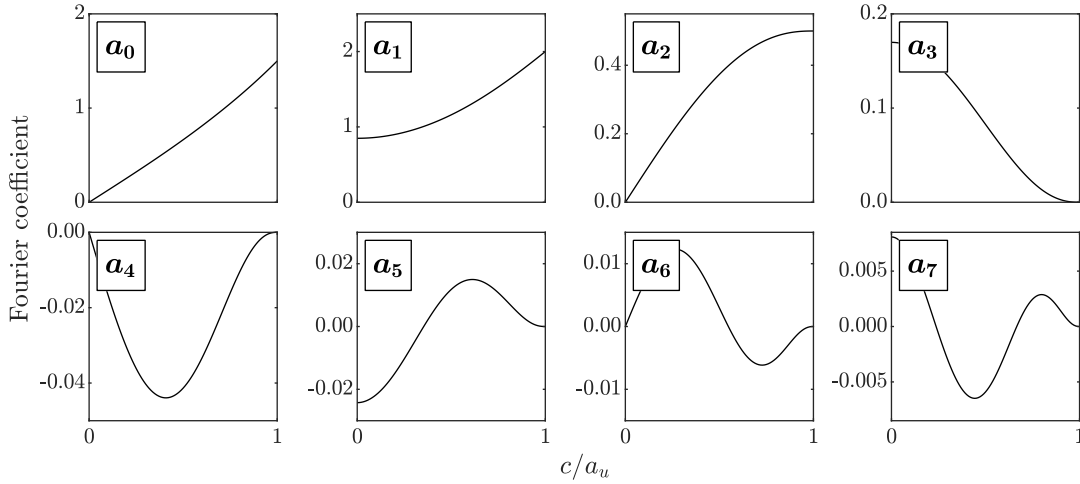 Fourier coefficient
2
1
0
a₀
2
1
0
a₁
0.4
0.2
0.0
a₂
0.2
0.1
0.0
a₃
0.00
-0.02
-0.04
a₄
0 1
0.02
0.00
-0.02
a₅
0 1
0.01
0.00
-0.01
a₆
0 1
0.005
0.000
-0.005
a₇
0 1
c/aᵤ